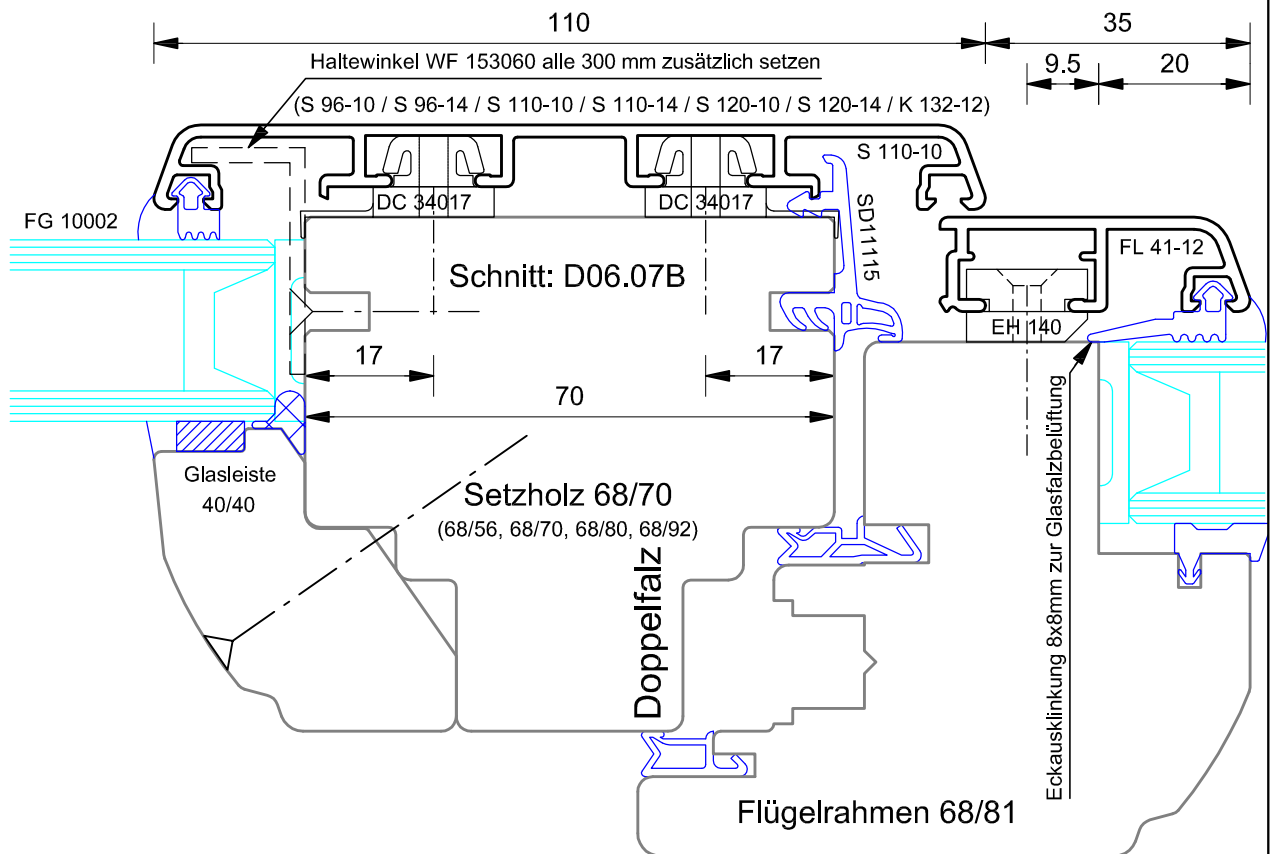 110
35
Haltewinkel WF 153060 alle 300 mm zusätzlich setzen
9.5
20
(S 96-10 / S 96-14 / S 110-10 / S 110-14 / S 120-10 / S 120-14 / K 132-12)
S 110-10
DC 34017
DC 34017
SD11115
FG 10002
FL 41-12
Schnitt: D06.07B
EH 140
17
17
70
Glasleiste
40/40
Setzholz 68/70
(68/56, 68/70, 68/80, 68/92)
Doppelfalz
Eckausklinkung 8x8mm zur Glasfalzbelüftung
Flügelrahmen 68/81